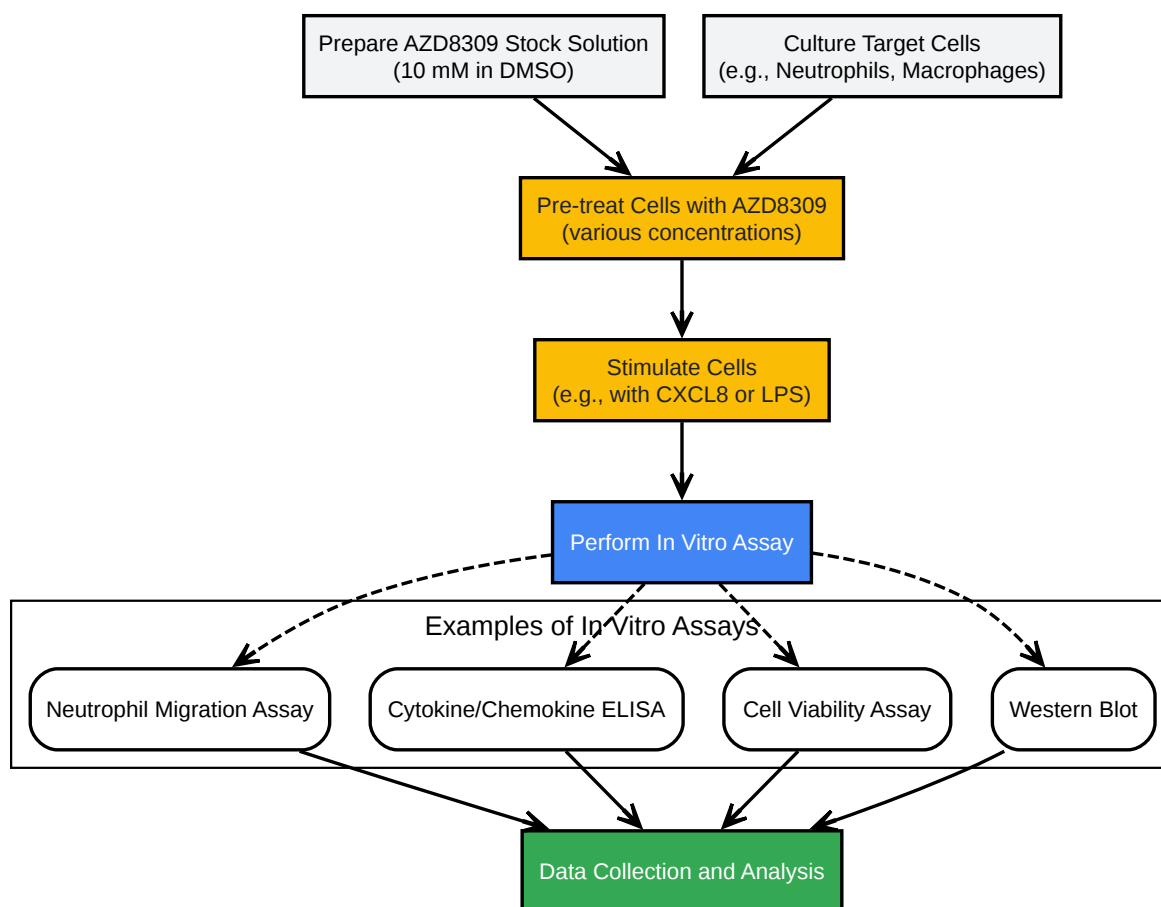 Prepare AZD8309 Stock Solution
(10 mM in DMSO)
Culture Target Cells
(e.g., Neutrophils, Macrophages)
Pre-treat Cells with AZD8309
(various concentrations)
Stimulate Cells
(e.g., with CXCL8 or LPS)
Perform In Vitro Assay
Examples of In Vitro Assays
Neutrophil Migration Assay
Cytokine/Chemokine ELISA
Cell Viability Assay
Western Blot
Data Collection and Analysis